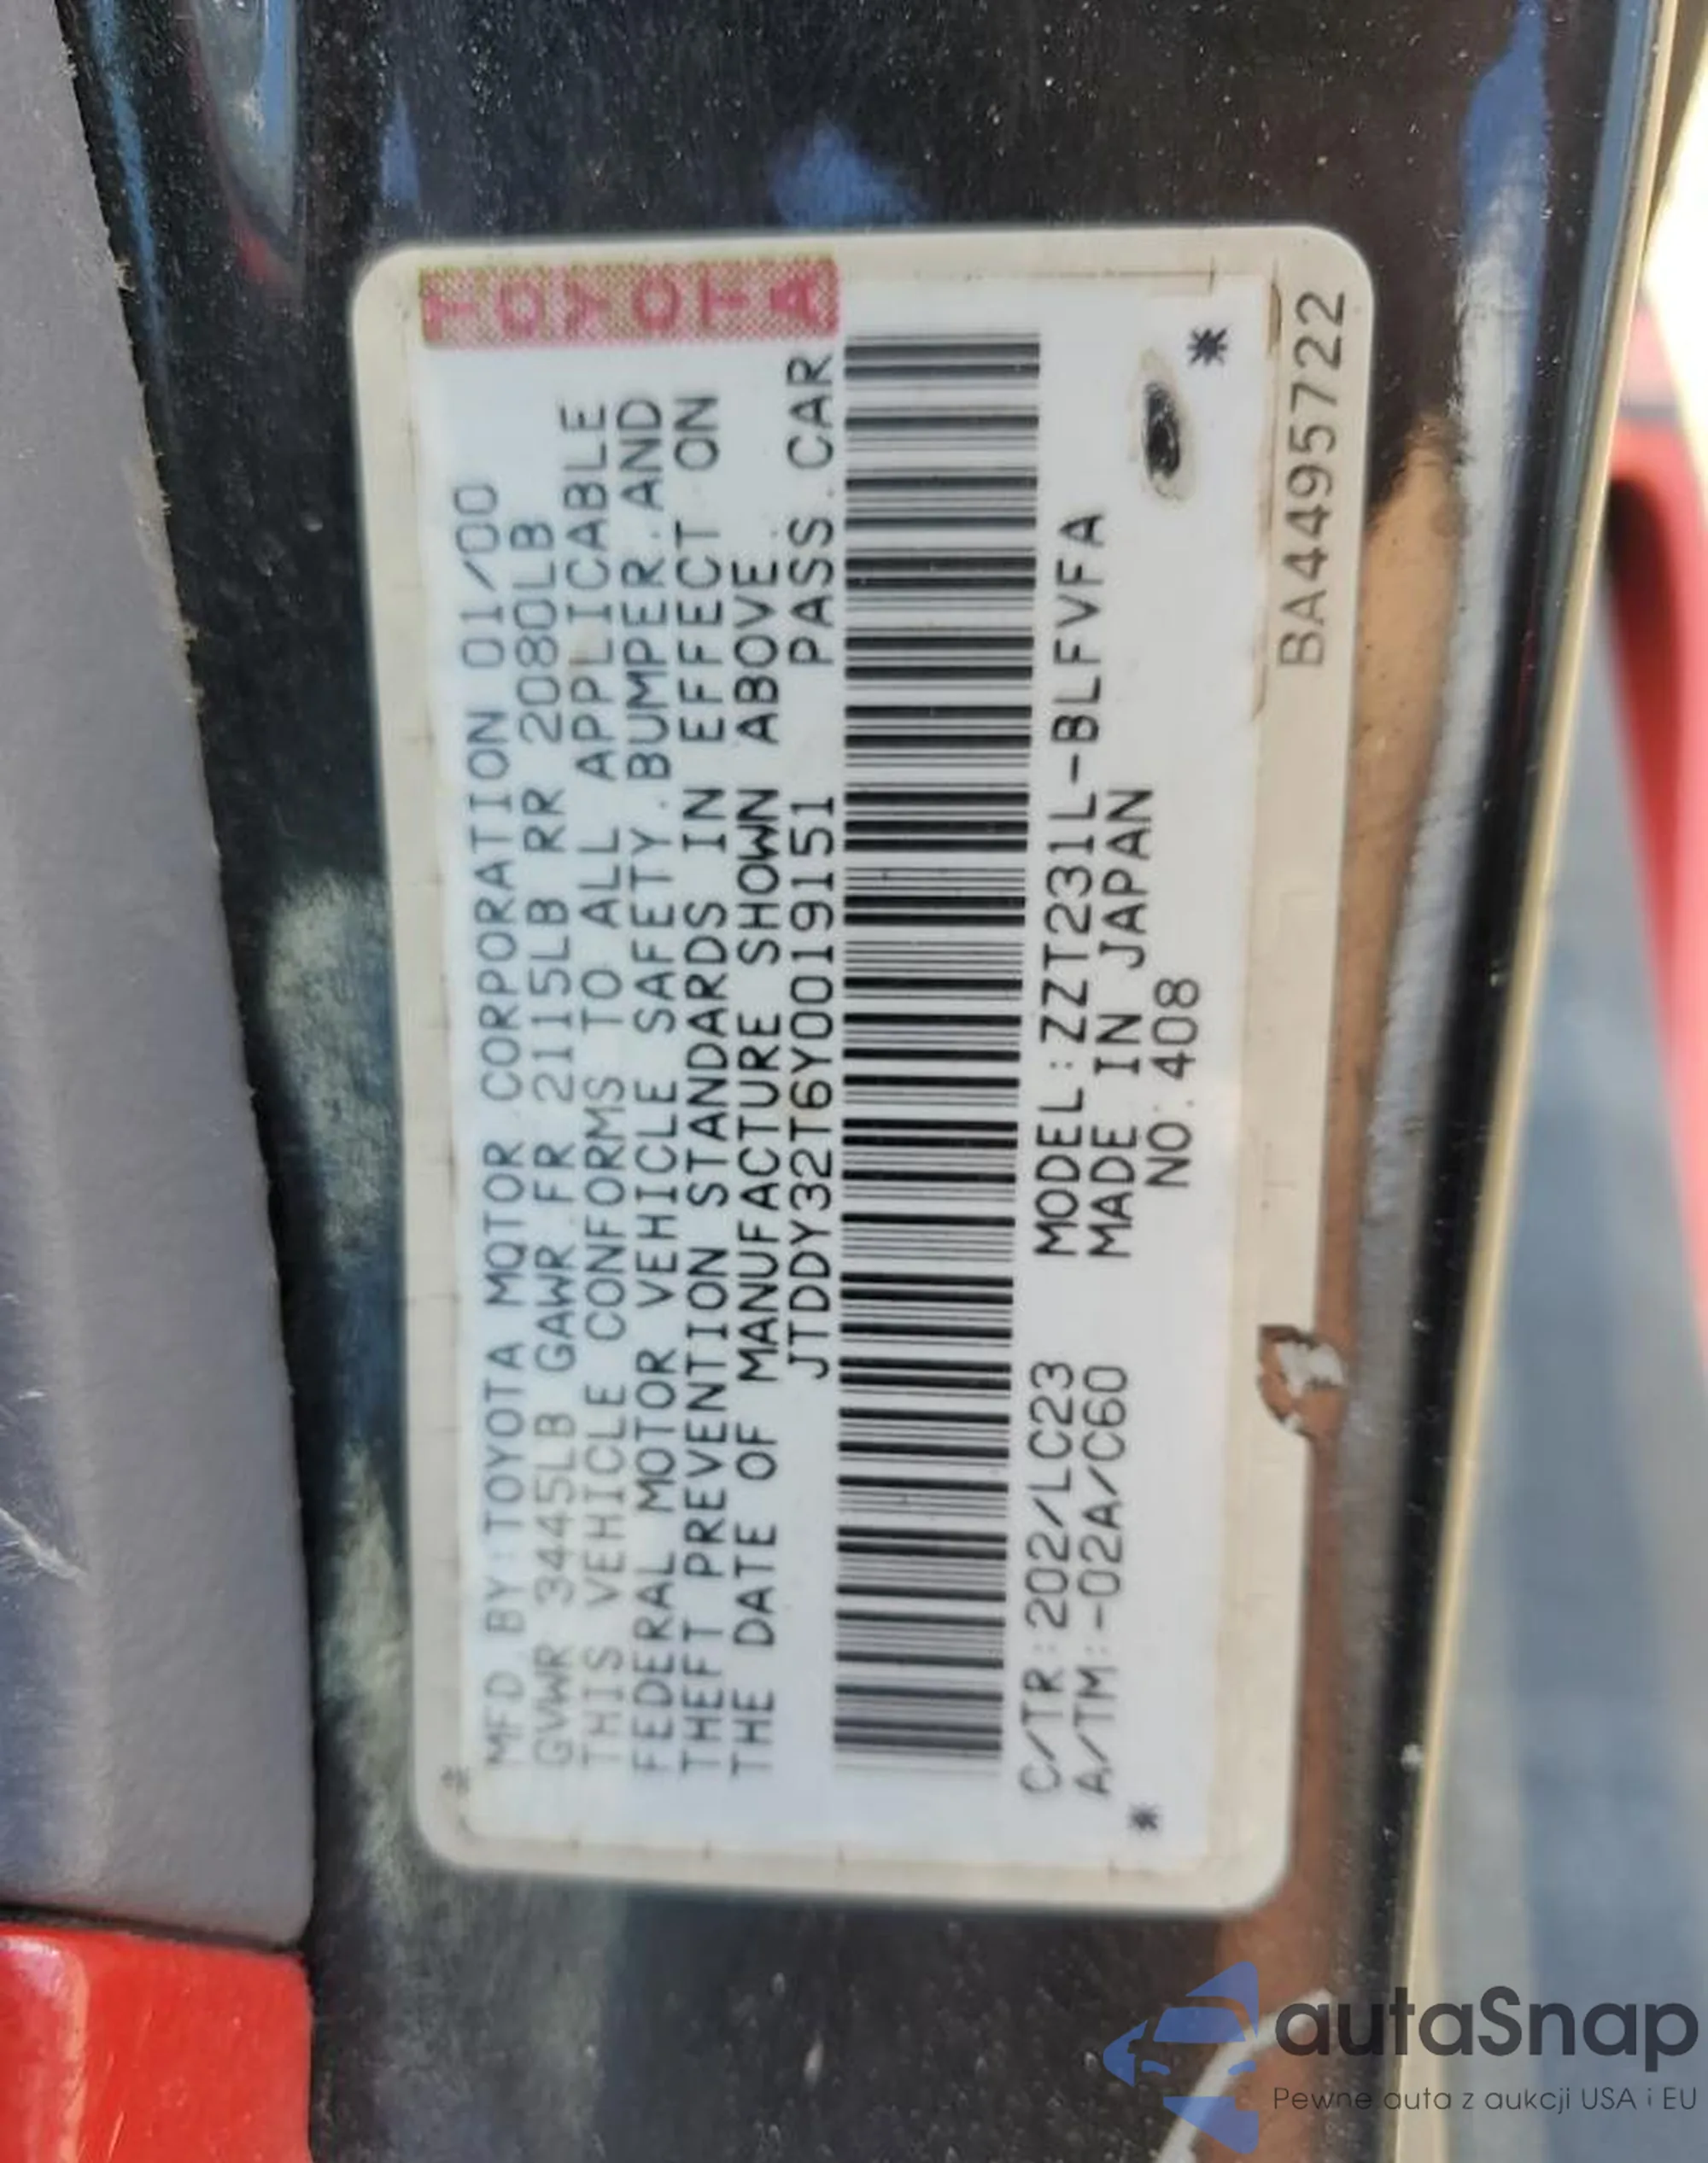 TOYOTA
MFD.BY:TOYOTA MOTOR CORPORATION 01/00
GVWR 3445LB GAWR FR 2115LB RR 2080LB
THIS VEHICLE CONFORMS TO ALL APPLICABLE
FEDERAL MOTOR VEHICLE SAFETY.BUMPER.AND
THEFT PREVENTION STANDARDS IN EFFECT ON
THE DATE OF MANUFACTURE SHOWN ABOVE.
JTDDY32T6Y0019151 PASS.CAR
C/TR:202/LC23 MODEL:ZZT231L-BLFVFA
A/TM:-02A/C60 MADE IN JAPAN
NO.408
BA4495722
autaSnap
Pewne auta z aukcji USA i EU